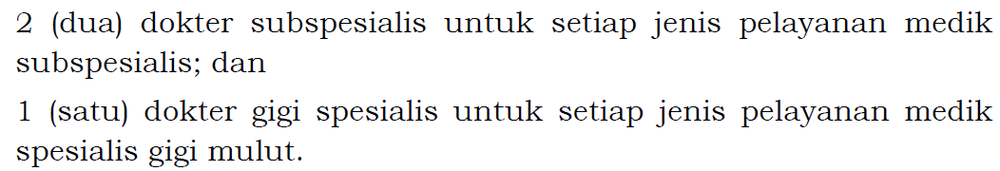 2 (dua) dokter subspesialis untuk setiap jenis pelayanan medik
subspesialis; dan
1 (satu) dokter gigi spesialis untuk setiap jenis pelayanan medik
spesialis gigi mulut.